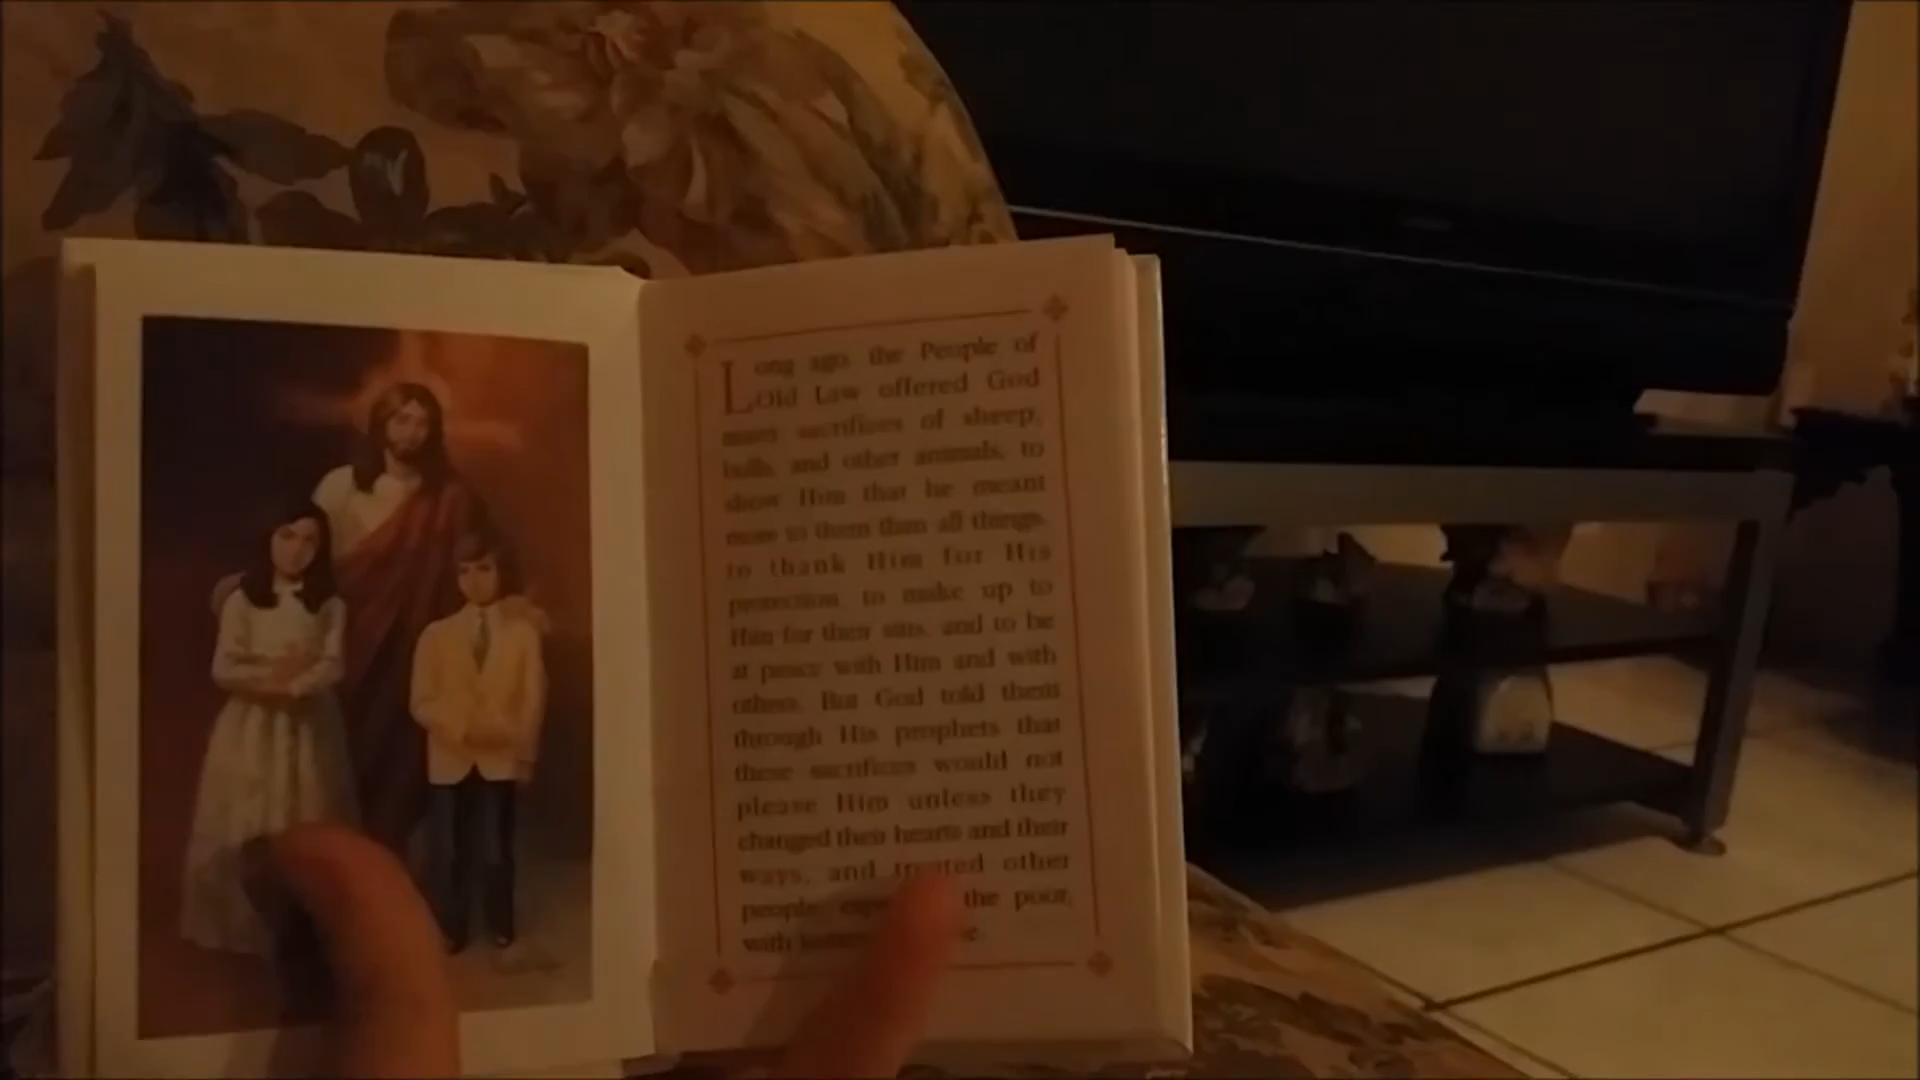 Long ago the People of
Old Law offered God
many sacrifices of sheep,
bulls, and other animals, to
show Him that he meant
more to them than all things,
to thank Him for His
protection, to make up to
Him for their sins, and to be
at peace with Him and with
others. But God told them
through His prophets that
these sacrifices would not
please Him unless they
changed their hearts and their
ways, and treated other
people, the poor,
with